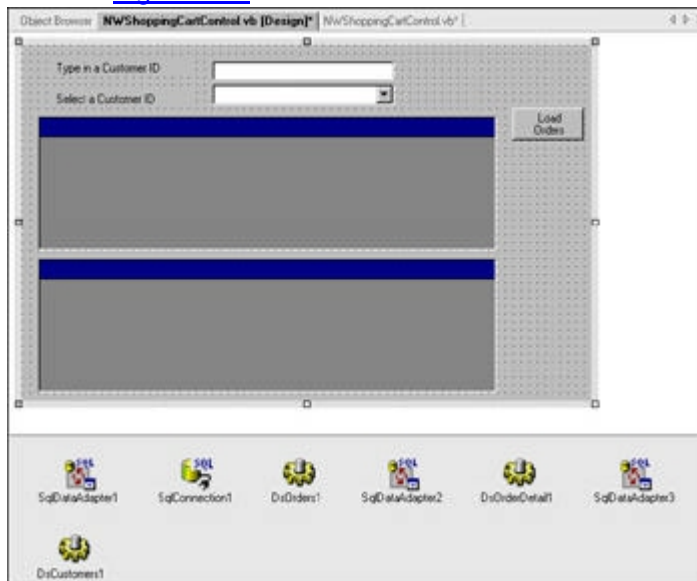 Object Browser NWShoppingCartControl.vb [Design]* NWShoppingCartControl.vb*
Type in a Customer ID
Select a Customer ID
Load
Orders
SqlDataAdapter1 SqlConnection1 DsOrders1 SqlDataAdapter2 DsOrderDetail1 SqlDataAdapter3
DsCustomers1